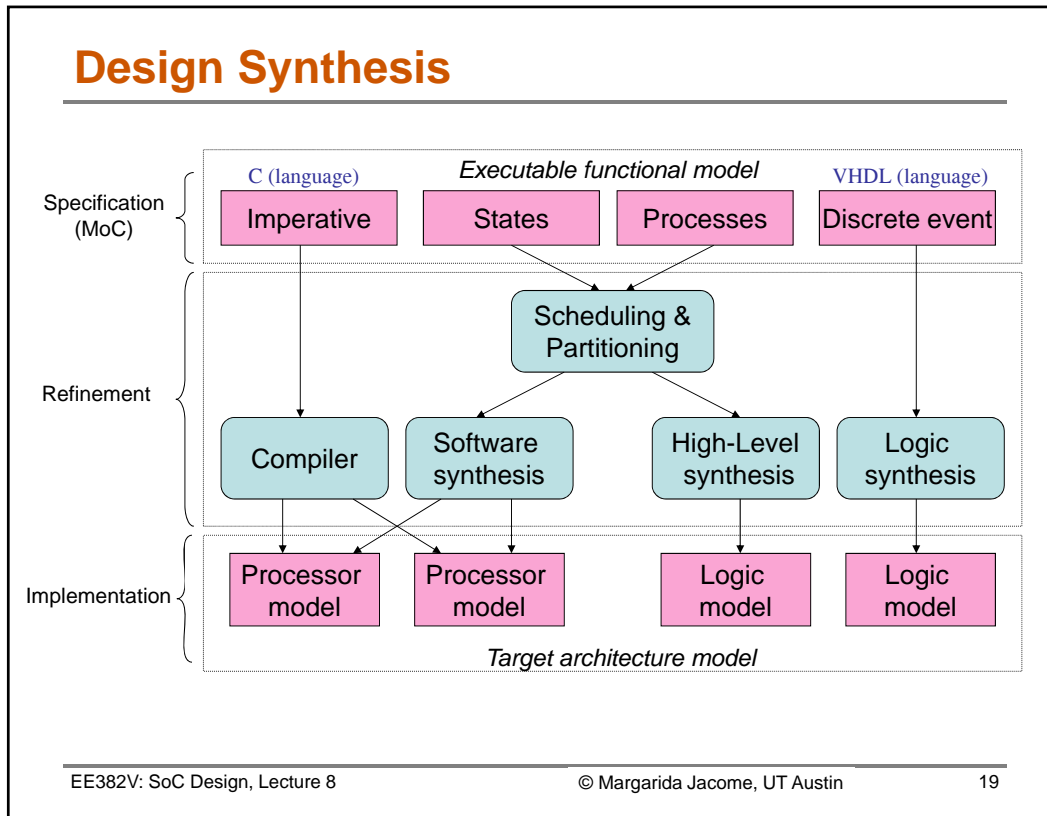 Design Synthesis
Executable functional model
C (language)
VHDL (language)
Specification
(MoC)
Imperative
States
Processes
Discrete event
Scheduling &
Partitioning
Refinement
Compiler
Software
synthesis
High-Level
synthesis
Logic
synthesis
Implementation
Processor
model
Processor
model
Logic
model
Logic
model
Target architecture model
EE382V: SoC Design, Lecture 8
© Margarida Jacome, UT Austin
19